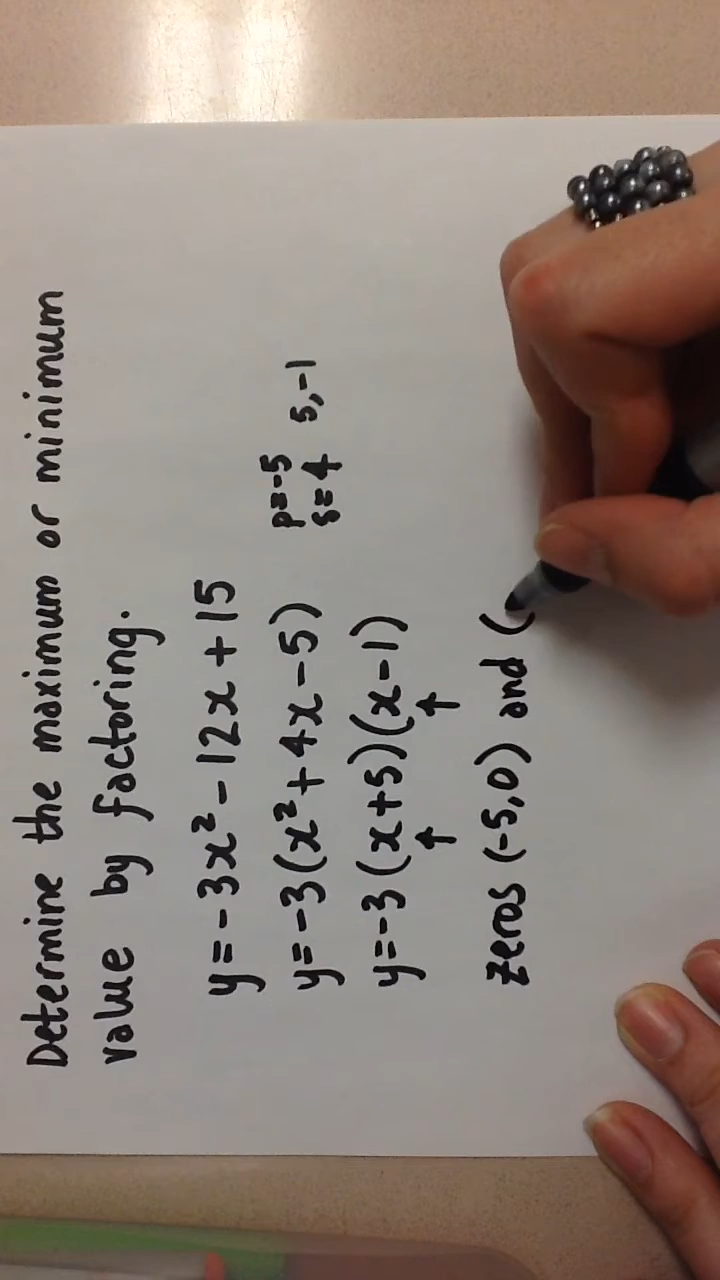 Determine the maximum or minimum
value by factoring.
y=-3x²-12x+15
y=-3(x²+4x-5) p=-5
s=4 5,-1
y=-3(x+5)(x-1)
↑ ↑
zeros (-5,0) and (